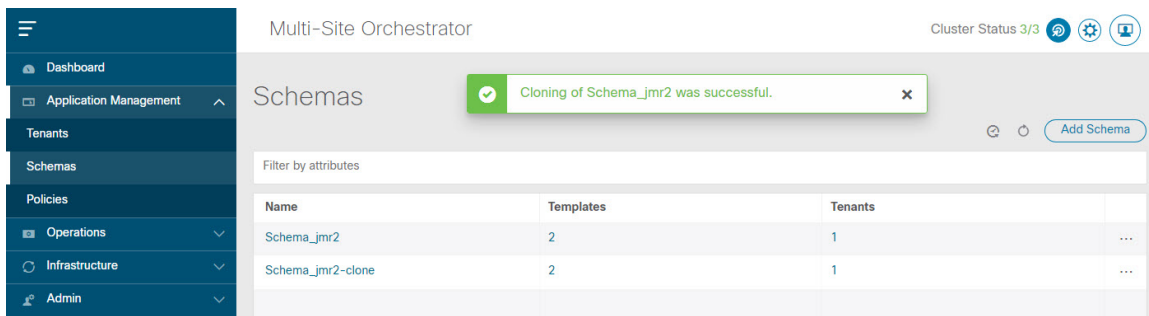 Multi-Site Orchestrator
Cluster Status 3/3
Dashboard
Application Management
Tenants
Schemas
Policies
Operations
Infrastructure
Admin
Schemas
Cloning of Schema_jmr2 was successful.
Add Schema
Filter by attributes
Name Templates Tenants
Schema_jmr2 2 1 ...
Schema_jmr2-clone 2 1 ...